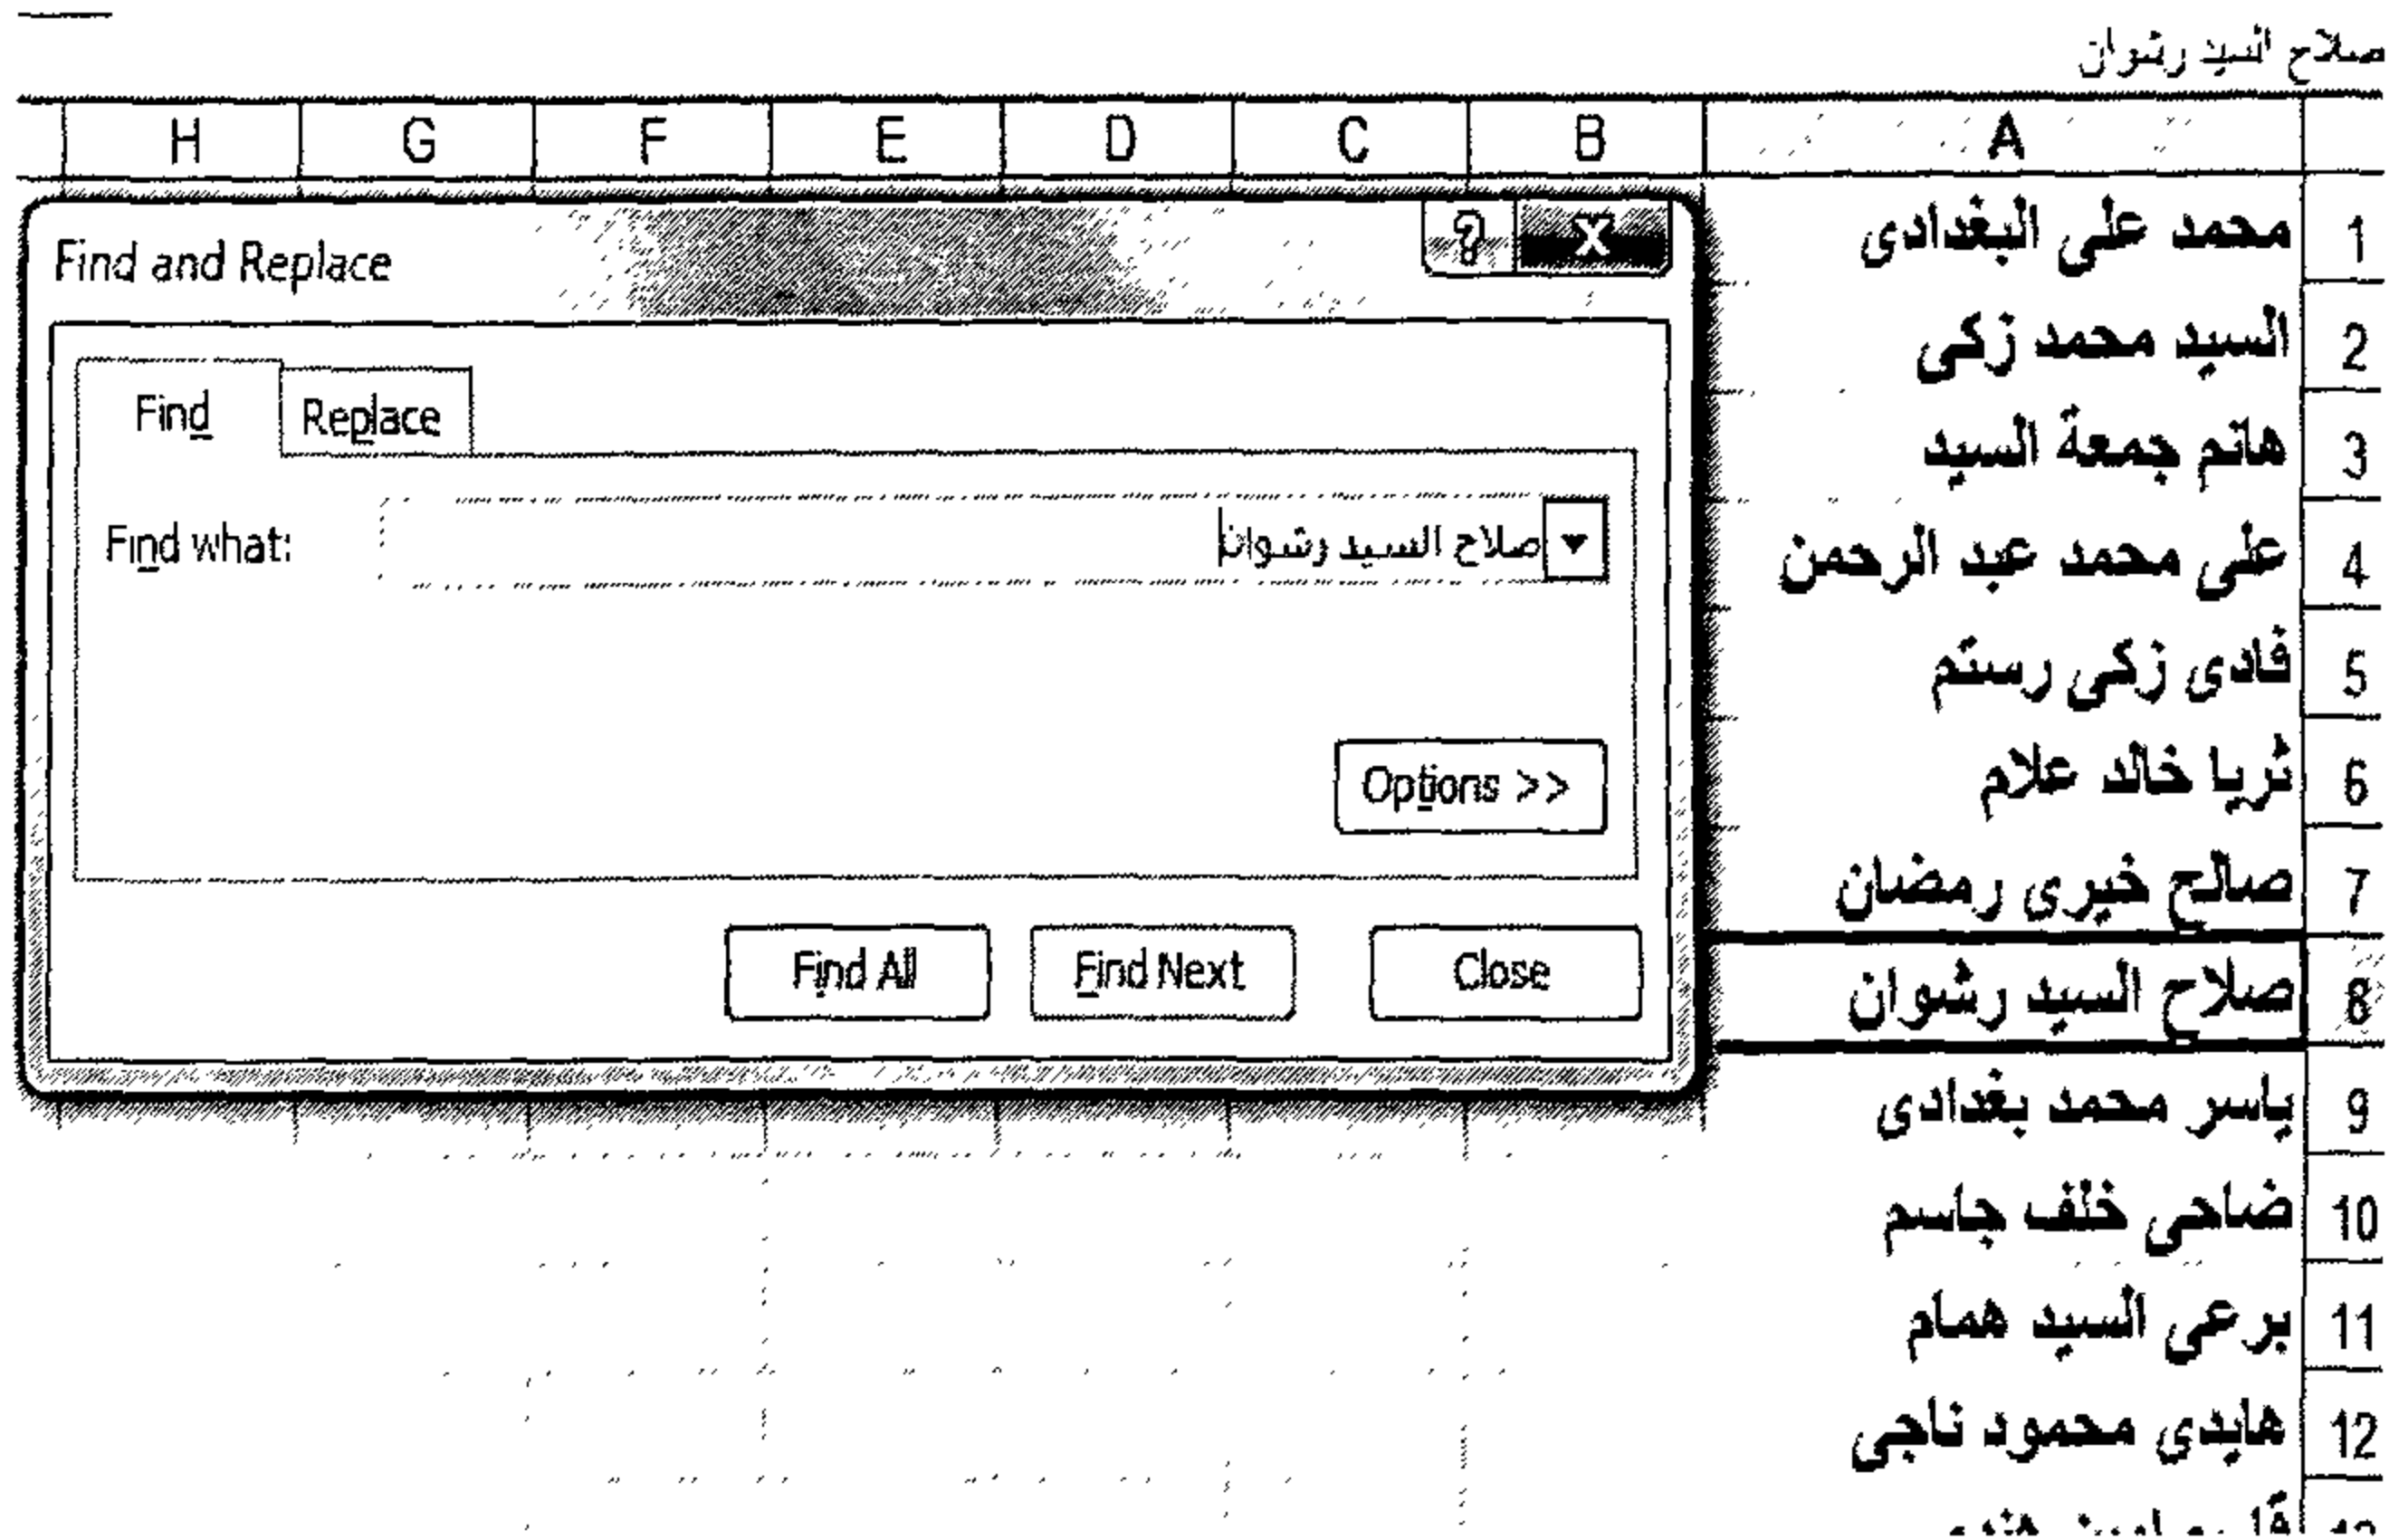 صلاح السيد رشوان
A B C D E F G H
1 محمد على البغدادى
2 السيد محمد زكى
3 هانم جمعة السيد
4 على محمد عبد الرحمن
5 فادى زكى رستم
6 ثريا خالد علام
7 صالح خيرى رمضان
8 صلاح السيد رشوان
9 ياسر محمد بغدادى
10 ضاحى خلف جاسم
11 برعى السيد همام
12 هايدى محمود ناجى
Find and Replace ? X
Find Replace
Find what: صلاح السيد رشوان
Options >>
Find All Find Next Close